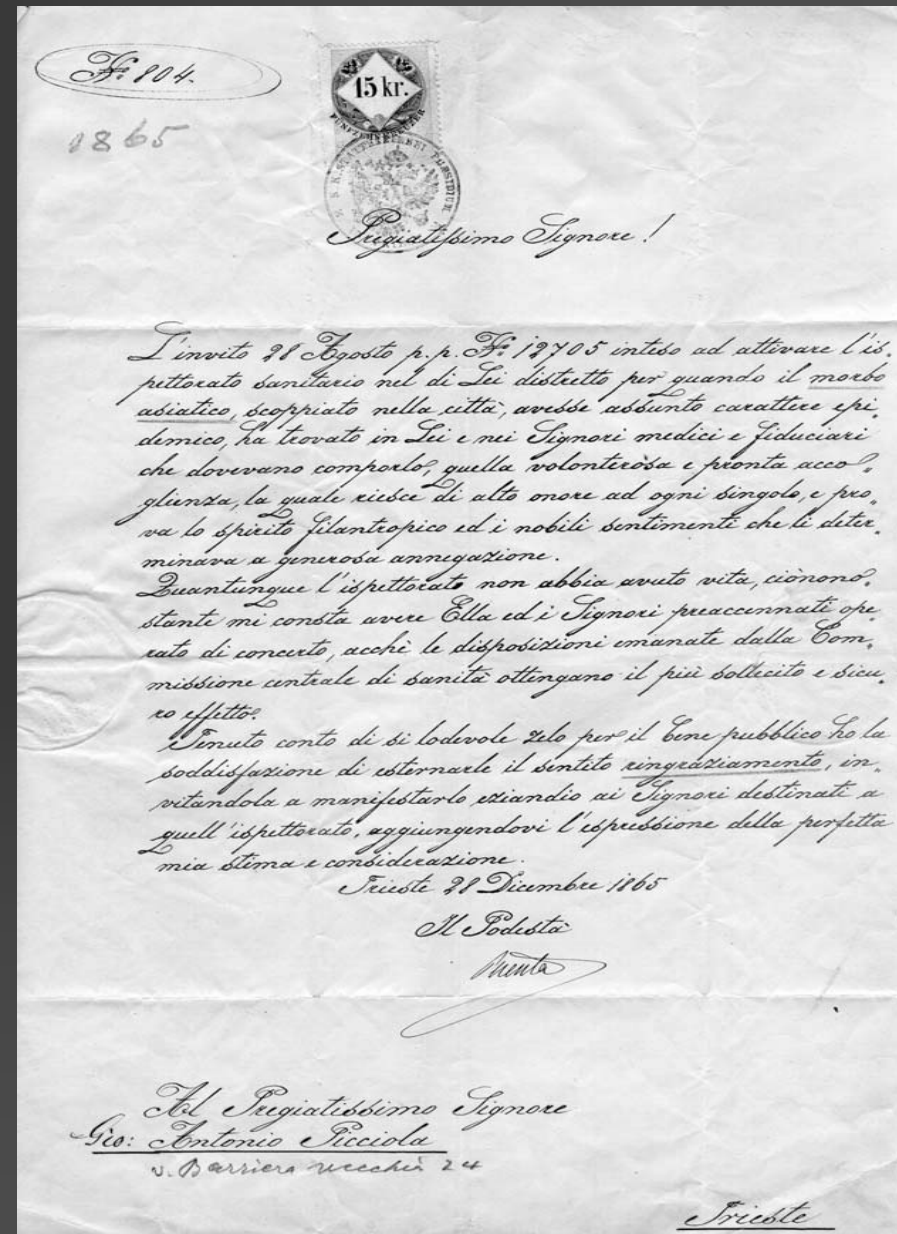 № 804.
1865
15 kr.
FÜNFZEHN KREUZER
K. K. STATTHALTEREI PRÆSIDIUM
Pregiatissimo Signore!
L'invito 28 Agosto p. p. № 12705 inteso ad attivare l'is„
pettorato sanitario nel di Lei distretto per quando il morbo
asiatico, scoppiato nella città, avesse assunto carattere epi„
demico, ha trovato in Lei e nei Signori medici e fiduciari
che dovevano comporlo, quella volonterosa e pronta acco„
glienza, la quale riesce di alto onore ad ogni singolo, e pro„
va lo spirito filantropico ed i nobili sentimenti che li deter„
minava a generosa annegazione.
Quantunque l'ispettorato non abbia avuto vita, ciònono„
stante mi consta avere Ella ed i Signori preaccennati ope
rato di concerto, acchè le disposizioni emanate dalla Com„
missione centrale di sanità ottengano il più sollecito e sicu„
ro effetto.
Tenuto conto di sì lodevole zelo per il bene pubblico ho la
soddisfazione di esternarle il sentito ringraziamento, in„
vitandola a manifestarlo eziandio ai Signori destinati a
quell'ispettorato, aggiungendovi l'espressione della perfetta
mia stima e considerazione.
Trieste 28 Dicembre 1865
Il Podestà
Al Pregiatissimo Signore
Gio: Antonio Picciola
v. Barriera vecchia 24
Trieste